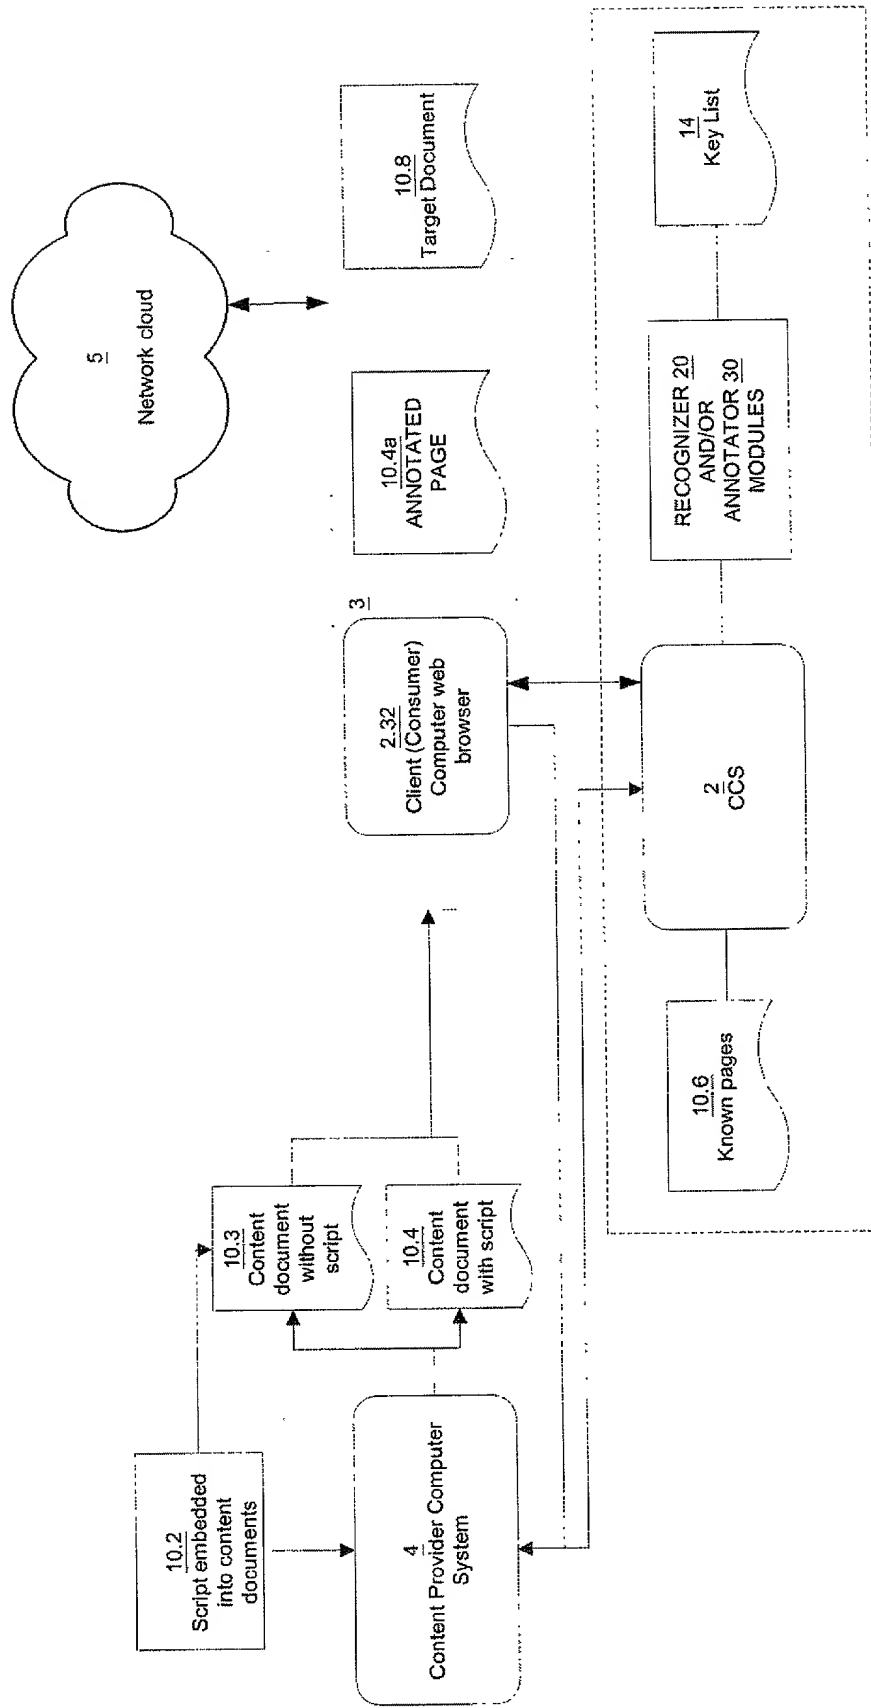 10.2
Script embedded
into content
documents
4
Content Provider Computer
System
10.3
Content
document
without
script
10.4
Content
document
with script
3
2.32
Client (Consumer)
Computer web
browser
10.4a
ANNOTATED
PAGE
5
Network cloud
10.8
Target Document
10.6
Known pages
2
CCS
RECOGNIZER 20
AND/OR
ANNOTATOR 30
MODULES
14
Key List